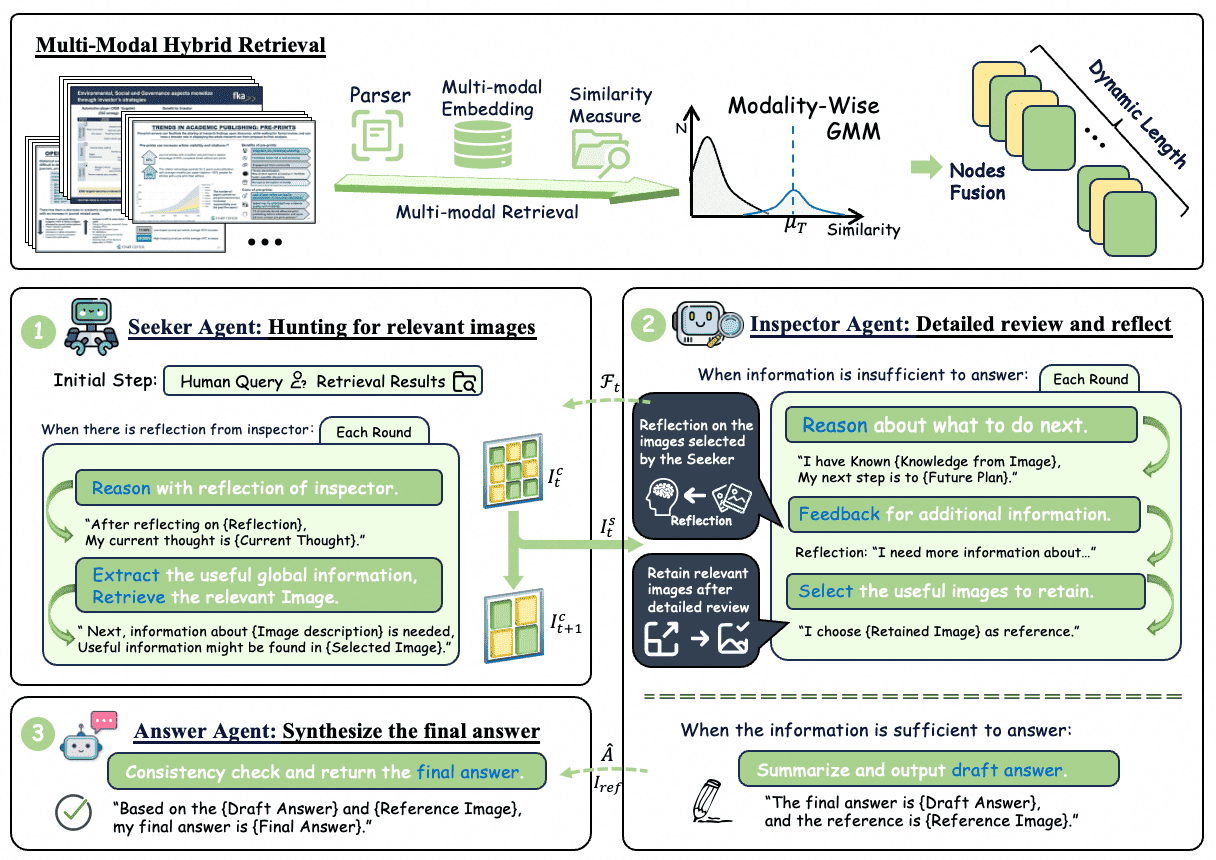 Multi-Modal Hybrid Retrieval
Environmental, Social and Governance aspects monetize
through investor's strategies
fka
TRENDS IN ACADEMIC PUBLISHING: PRE-PRINTS
Parser
Multi-modal
Embedding
Similarity
Measure
Multi-modal Retrieval
N
Modality-Wise
GMM
μT
Similarity
Nodes
Fusion
Dynamic Length
1
Seeker Agent: Hunting for relevant images
Initial Step:
Human Query
Retrieval Results
When there is reflection from inspector:
Each Round
Reason with reflection of inspector.
“After reflecting on {Reflection},
My current thought is {Current Thought}.”
Extract the useful global information,
Retrieve the relevant Image.
“ Next, information about {Image description} is needed,
Useful information might be found in {Selected Image}.”
I_t^c
I_{t+1}^c
F_t
I_t^s
2
Inspector Agent: Detailed review and reflect
When information is insufficient to answer:
Each Round
Reflection on the
images selected
by the Seeker
Reflection
Retain relevant
images after
detailed review
Reason about what to do next.
“I have Known {Knowledge from Image},
My next step is to {Future Plan}.”
Feedback for additional information.
Reflection: “I need more information about…”
Select the useful images to retain.
“I choose {Retained Image} as reference.”
When the information is sufficient to answer:
Summarize and output draft answer.
“The final answer is {Draft Answer},
and the reference is {Reference Image}.”
Â
I_ref
3
Answer Agent: Synthesize the final answer
Consistency check and return the final answer.
“Based on the {Draft Answer} and {Reference Image},
my final answer is {Final Answer}.”